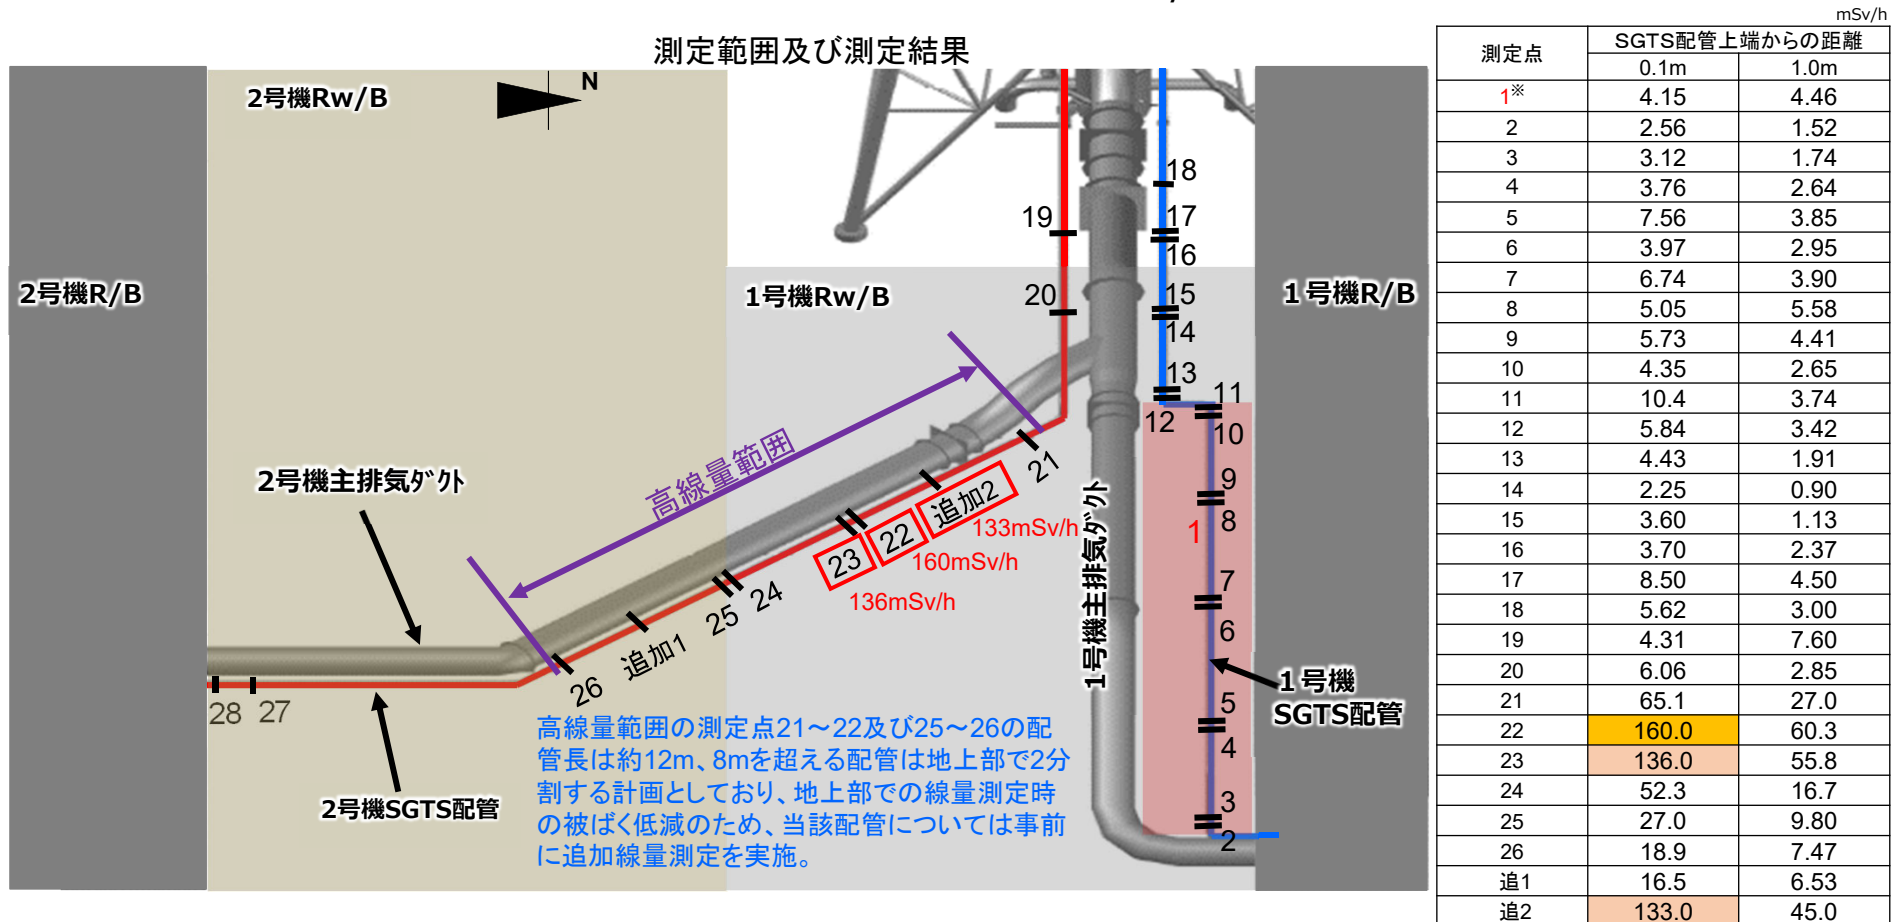 測定範囲及び測定結果
2号機Rw/B
N
2号機R/B
1号機Rw/B
1号機R/B
18
17
16
15
14
13
12
11
10
9
8
1
7
6
5
4
3
2
19
20
21
高線量範囲
追加2
133mSv/h
22
160mSv/h
23
136mSv/h
24
25
追加1
26
27
28
2号機主排気ダクト
2号機SGTS配管
1号機主排気ダクト
1号機
SGTS配管
高線量範囲の測定点21～22及び25～26の配
管長は約12m、8mを超える配管は地上部で2分
割する計画としており、地上部での線量測定時
の被ばく低減のため、当該配管については事前
に追加線量測定を実施。
mSv/h
測定点 SGTS配管上端からの距離
0.1m 1.0m
1※ 4.15 4.46
2 2.56 1.52
3 3.12 1.74
4 3.76 2.64
5 7.56 3.85
6 3.97 2.95
7 6.74 3.90
8 5.05 5.58
9 5.73 4.41
10 4.35 2.65
11 10.4 3.74
12 5.84 3.42
13 4.43 1.91
14 2.25 0.90
15 3.60 1.13
16 3.70 2.37
17 8.50 4.50
18 5.62 3.00
19 4.31 7.60
20 6.06 2.85
21 65.1 27.0
22 160.0 60.3
23 136.0 55.8
24 52.3 16.7
25 27.0 9.80
26 18.9 7.47
追1 16.5 6.53
追2 133.0 45.0